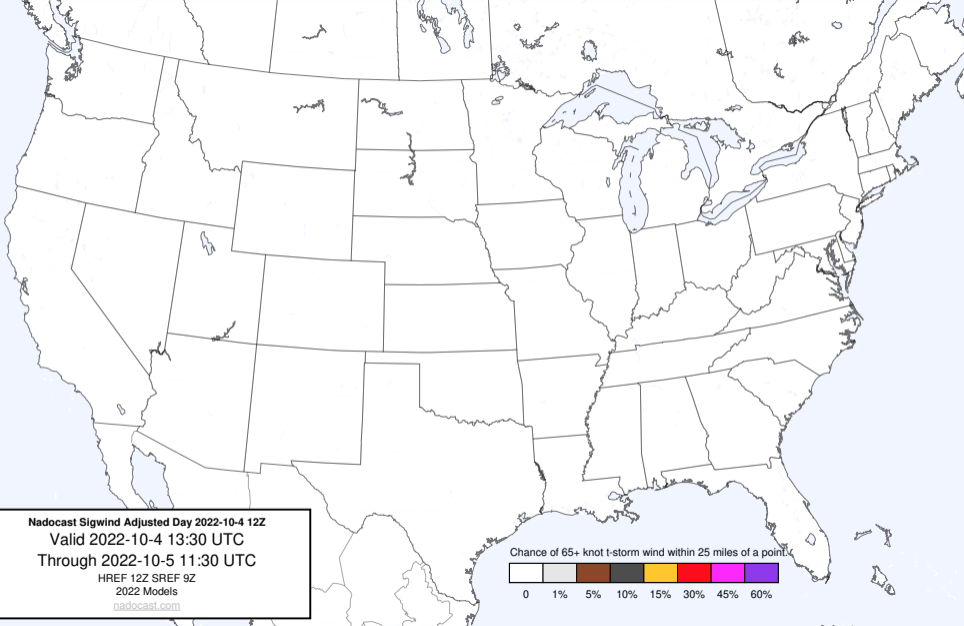 Nadocast Sigwind Adjusted Day 2022-10-4 12Z
Valid 2022-10-4 13:30 UTC
Through 2022-10-5 11:30 UTC
HREF 12Z SREF 9Z
2022 Models
nadocast.com
Chance of 65+ knot t-storm wind within 25 miles of a point.
0 1% 5% 10% 15% 30% 45% 60%